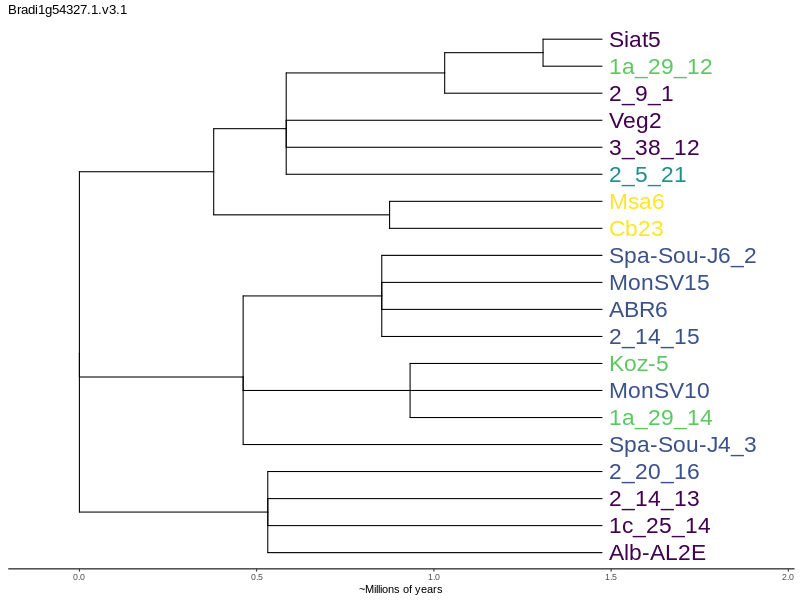 Bradi1g54327.1.v3.1
Siat5
1a_29_12
2_9_1
Veg2
3_38_12
2_5_21
Msa6
Cb23
Spa-Sou-J6_2
MonSV15
ABR6
2_14_15
Koz-5
MonSV10
1a_29_14
Spa-Sou-J4_3
2_20_16
2_14_13
1c_25_14
Alb-AL2E
0.0 0.5 1.0 1.5 2.0
~Millions of years